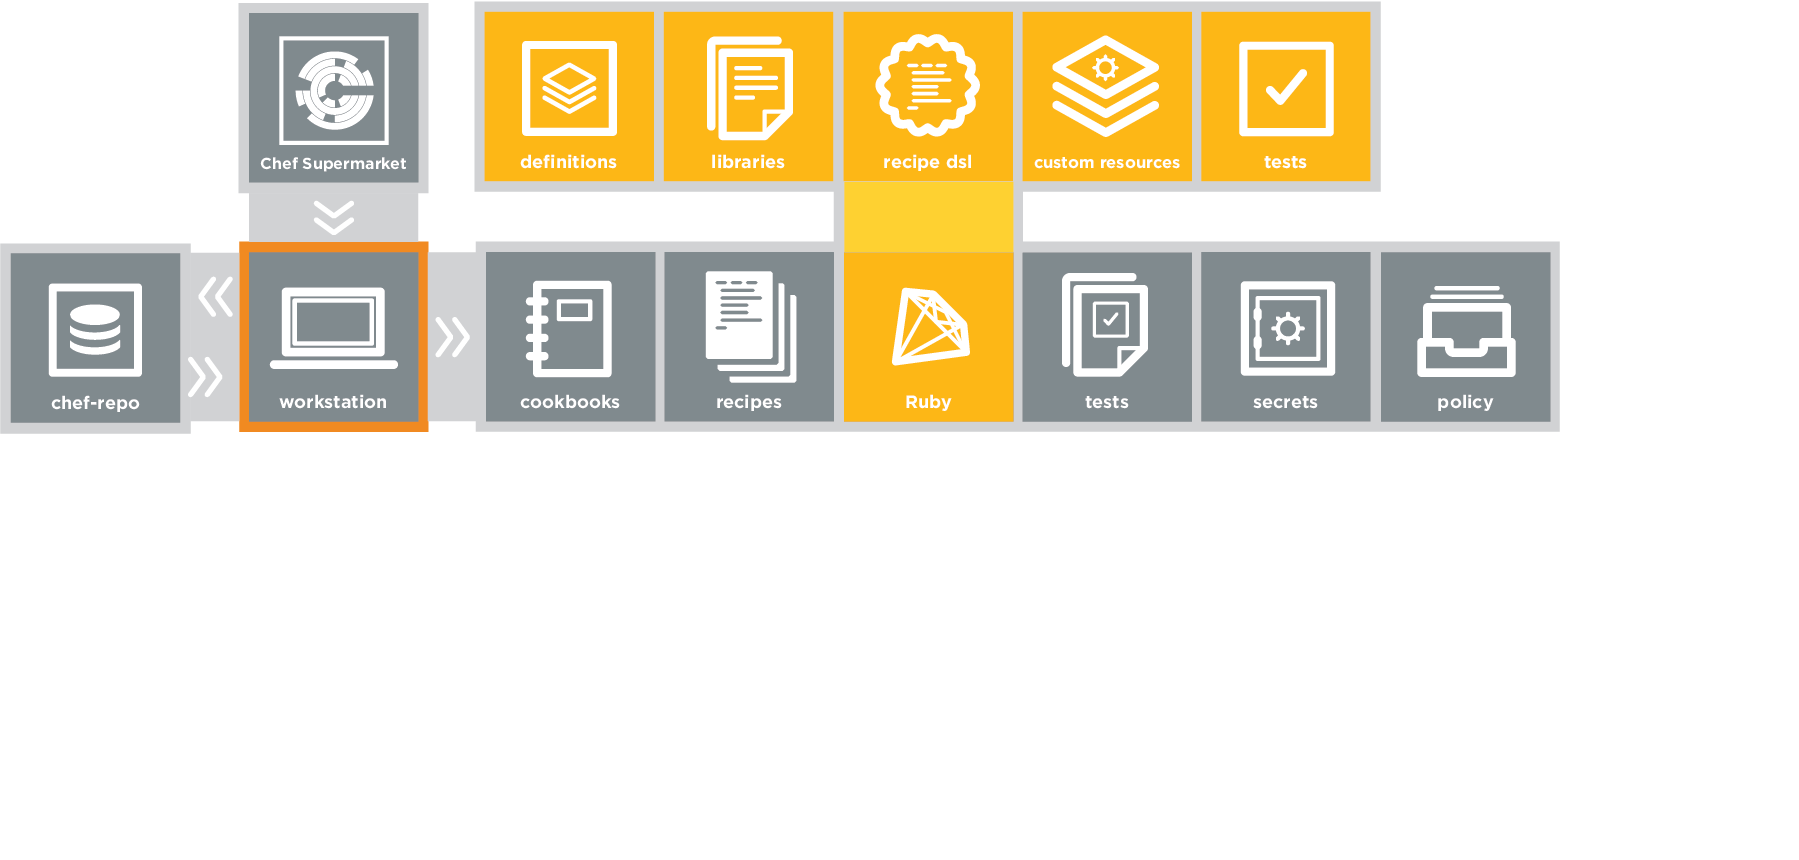 Chef Supermarket
definitions
libraries
recipe dsl
custom resources
tests
chef-repo
workstation
cookbooks
recipes
Ruby
tests
secrets
policy